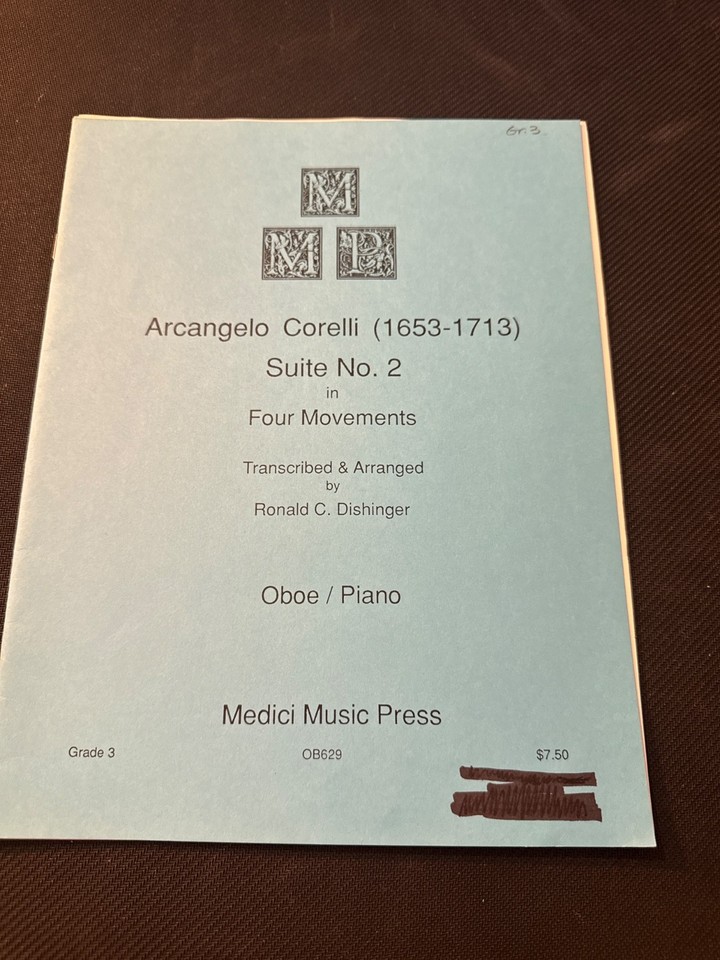 Gr. 3
M
M P
Arcangelo Corelli (1653-1713)
Suite No. 2
in
Four Movements
Transcribed & Arranged
by
Ronald C. Dishinger
Oboe / Piano
Medici Music Press
Grade 3 OB629 $7.50